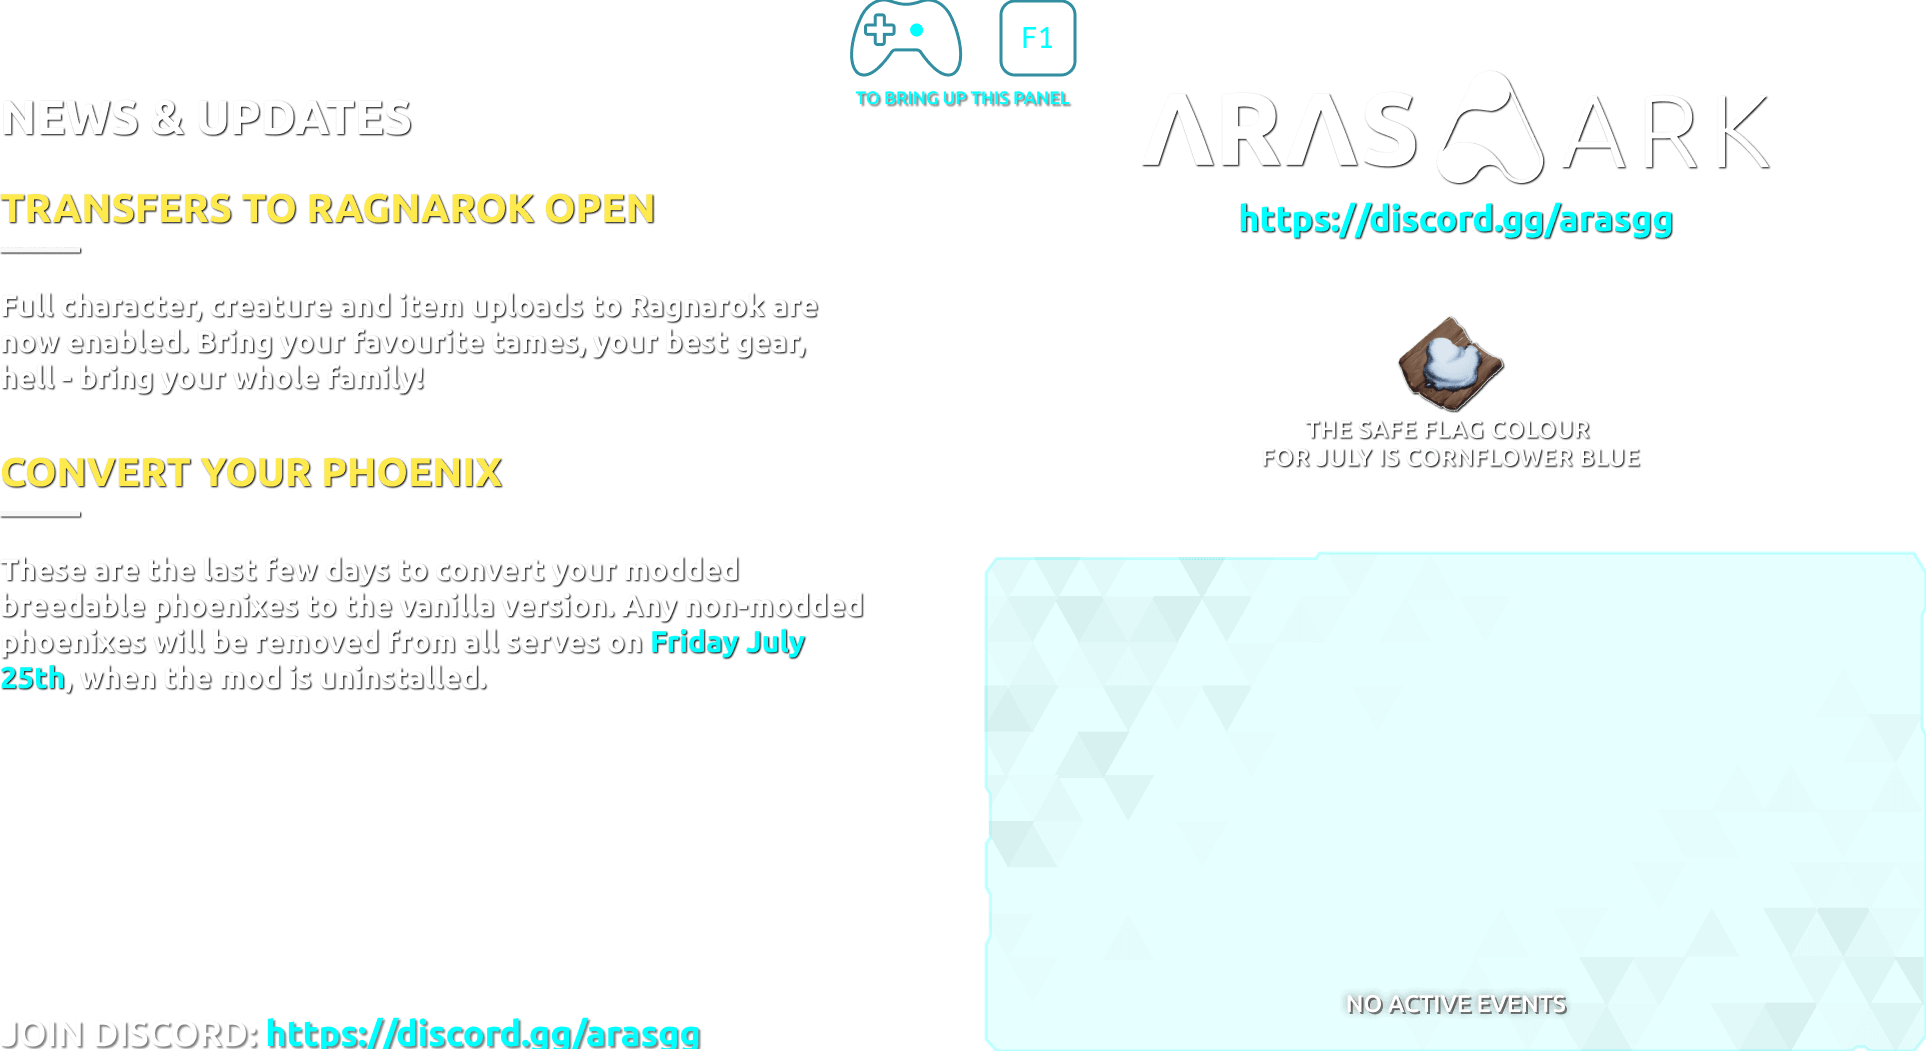 F1
TO BRING UP THIS PANEL
NEWS & UPDATES
TRANSFERS TO RAGNAROK OPEN
Full character, creature and item uploads to Ragnarok are
now enabled. Bring your favourite tames, your best gear,
hell - bring your whole family!
CONVERT YOUR PHOENIX
These are the last few days to convert your modded
breedable phoenixes to the vanilla version. Any non-modded
phoenixes will be removed from all serves on Friday July
25th, when the mod is uninstalled.
JOIN DISCORD: https://discord.gg/arasgg
ARAS ARK
https://discord.gg/arasgg
THE SAFE FLAG COLOUR
FOR JULY IS CORNFLOWER BLUE
NO ACTIVE EVENTS